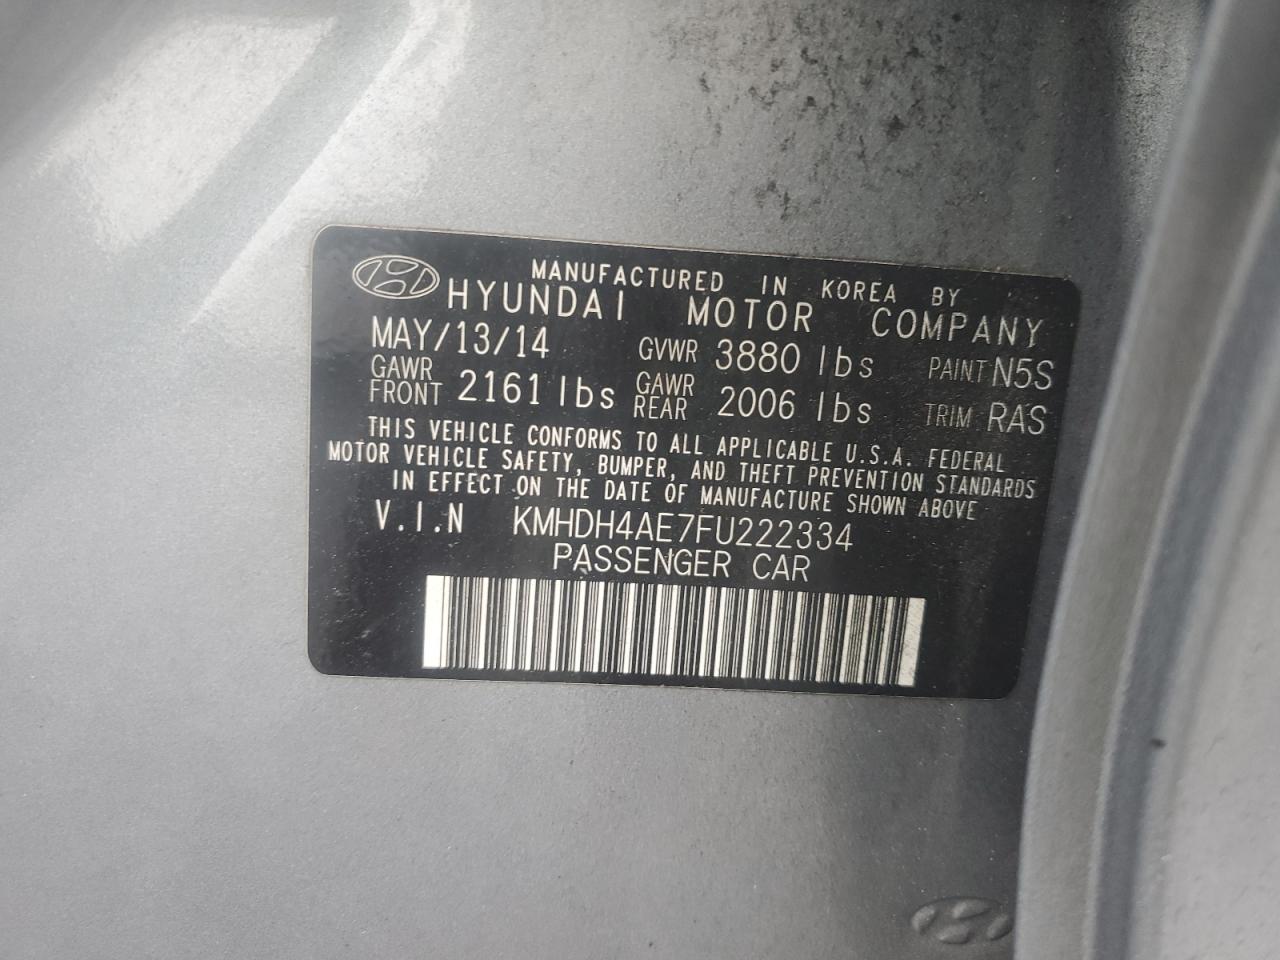 MANUFACTURED IN KOREA BY
HYUNDAI MOTOR COMPANY
MAY/13/14 GVWR 3880 lbs PAINT N5S
GAWR FRONT 2161 lbs GAWR REAR 2006 lbs TRIM RAS
THIS VEHICLE CONFORMS TO ALL APPLICABLE U.S.A. FEDERAL
MOTOR VEHICLE SAFETY, BUMPER, AND THEFT PREVENTION STANDARDS
IN EFFECT ON THE DATE OF MANUFACTURE SHOWN ABOVE
V.I.N KMHDH4AE7FU222334
PASSENGER CAR